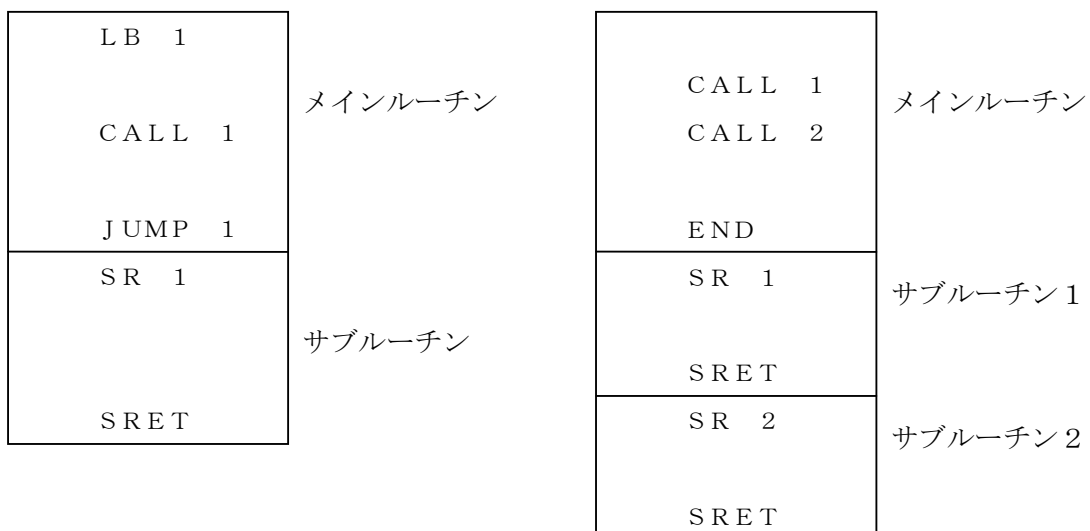 ＬＢ　１
ＣＡＬＬ　１
ＪＵＭＰ　１
メインルーチン
ＳＲ　１
ＳＲＥＴ
サブルーチン
ＣＡＬＬ　１
ＣＡＬＬ　２
ＥＮＤ
メインルーチン
ＳＲ　１
ＳＲＥＴ
サブルーチン１
ＳＲ　２
ＳＲＥＴ
サブルーチン２